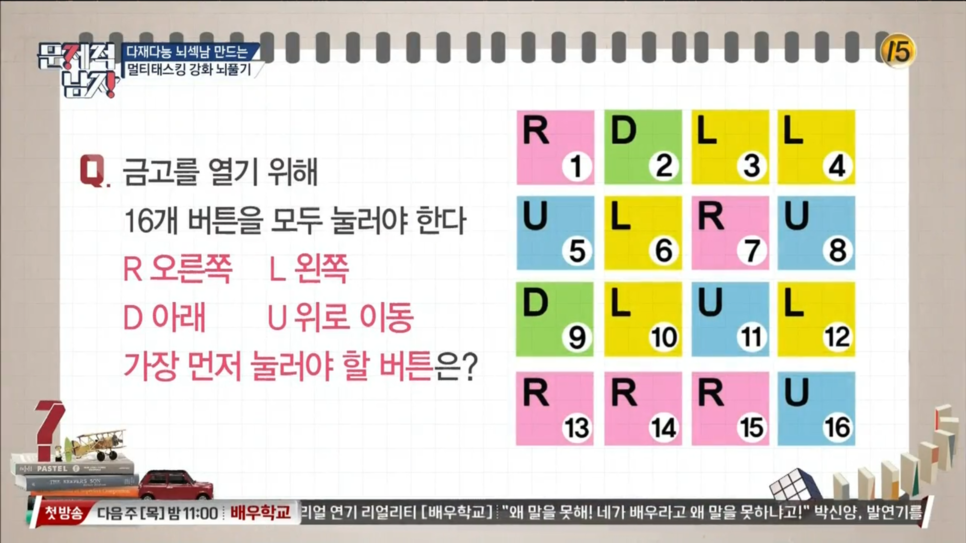 문제적
남자!
다재다능 뇌섹남 만드는
멀티태스킹 강화 뇌풀기
15
Q. 금고를 열기 위해
16개 버튼을 모두 눌러야 한다
R 오른쪽 L 왼쪽
D 아래 U 위로 이동
가장 먼저 눌러야 할 버튼은?
R 1 D 2 L 3 L 4
U 5 L 6 R 7 U 8
D 9 L 10 U 11 L 12
R 13 R 14 R 15 U 16
PASTEL
첫방송 다음 주 [목] 밤 11:00 배우학교 리얼 연기 리얼리티 [배우학교] "왜 말을 못해! 네가 배우라고 왜 말을 못하냐고!" 박신양, 발연기를